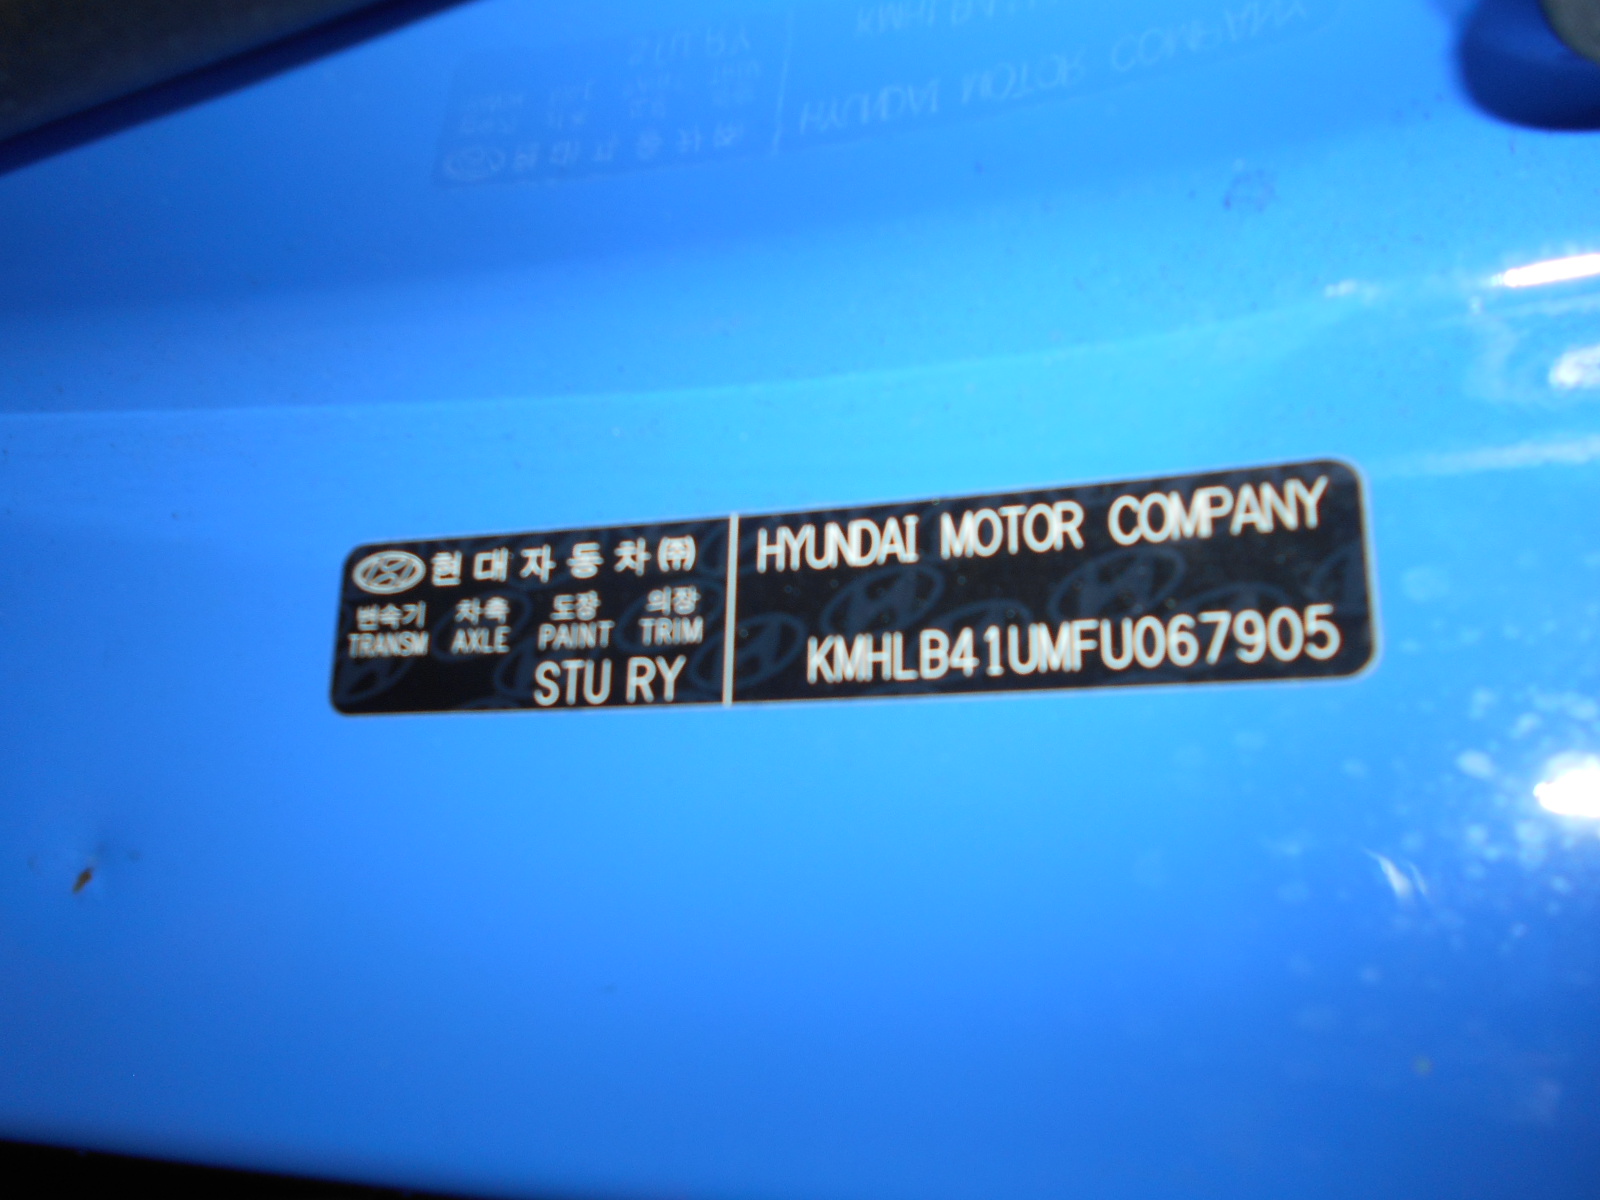 현대자동차㈜
변속기 차축 도장 의장
TRANSM AXLE PAINT TRIM
STU RY
HYUNDAI MOTOR COMPANY
KMHLB41UMFU067905